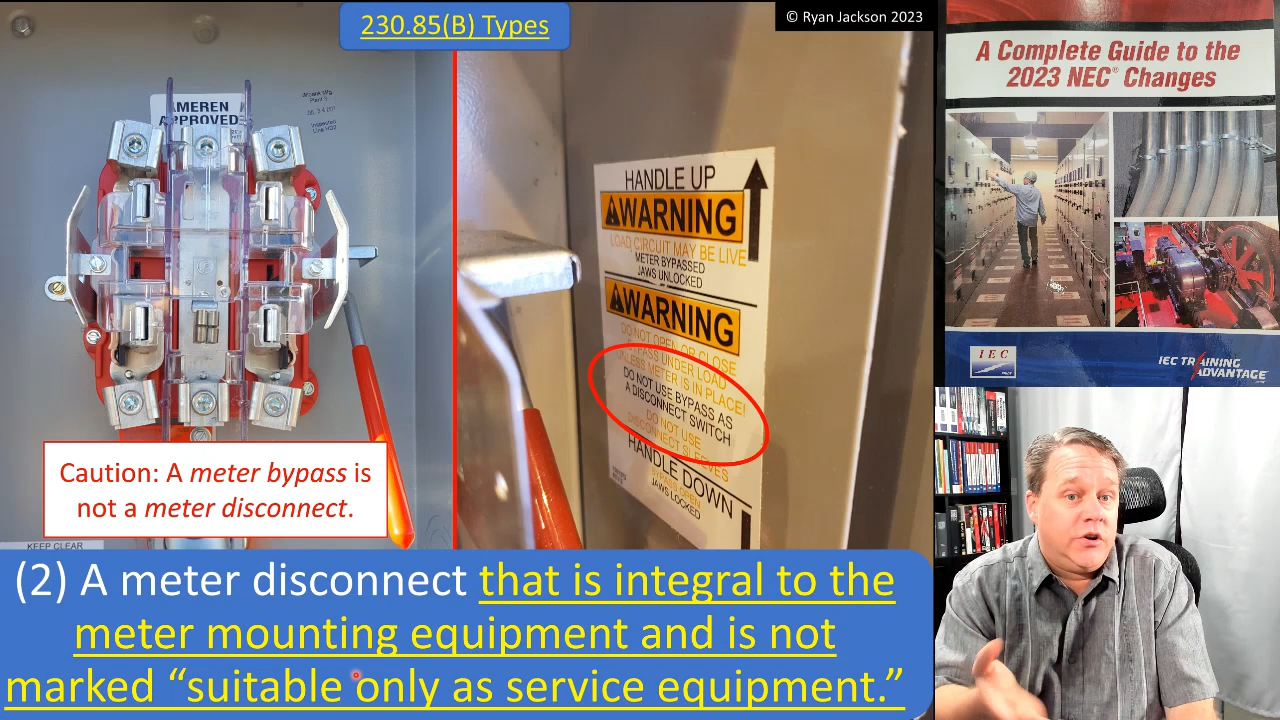 230.85(B) Types
© Ryan Jackson 2023
AMEREN
APPROVED
HANDLE UP
WARNING
LOAD CIRCUIT MAY BE LIVE
METER BYPASSED
JAWS UNLOCKED
WARNING
DO NOT OPEN OR CLOSE
BYPASS UNDER LOAD
UNLESS METER IS IN PLACE!
DO NOT USE BYPASS AS
A DISCONNECT SWITCH
DO NOT USE
DISCONNECT SLEEVES
HANDLE DOWN
BYPASS OPEN
JAWS LOCKED
Caution: A meter bypass is
not a meter disconnect.
KEEP CLEAR
(2) A meter disconnect that is integral to the
meter mounting equipment and is not
marked “suitable only as service equipment.”
A Complete Guide to the
2023 NEC® Changes
IEC
IEC TRAINING
ADVANTAGE